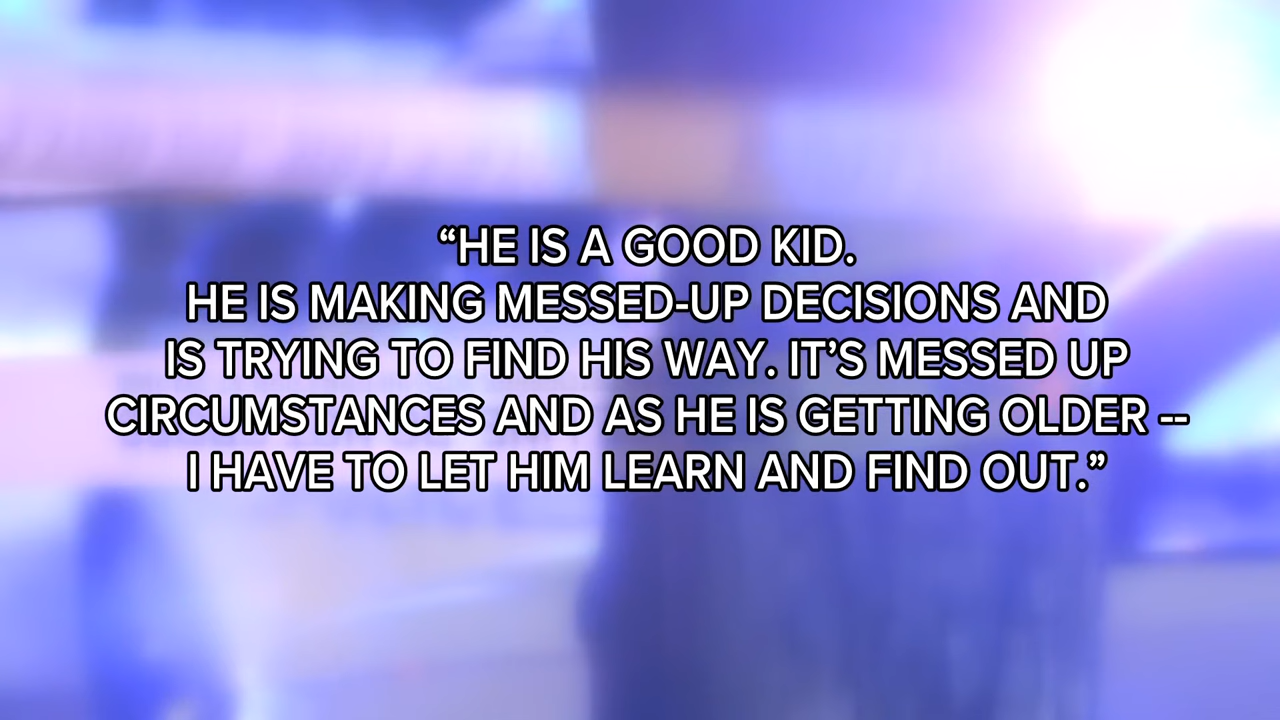 “HE IS A GOOD KID.
HE IS MAKING MESSED-UP DECISIONS AND
IS TRYING TO FIND HIS WAY. IT’S MESSED UP
CIRCUMSTANCES AND AS HE IS GETTING OLDER --
I HAVE TO LET HIM LEARN AND FIND OUT.”